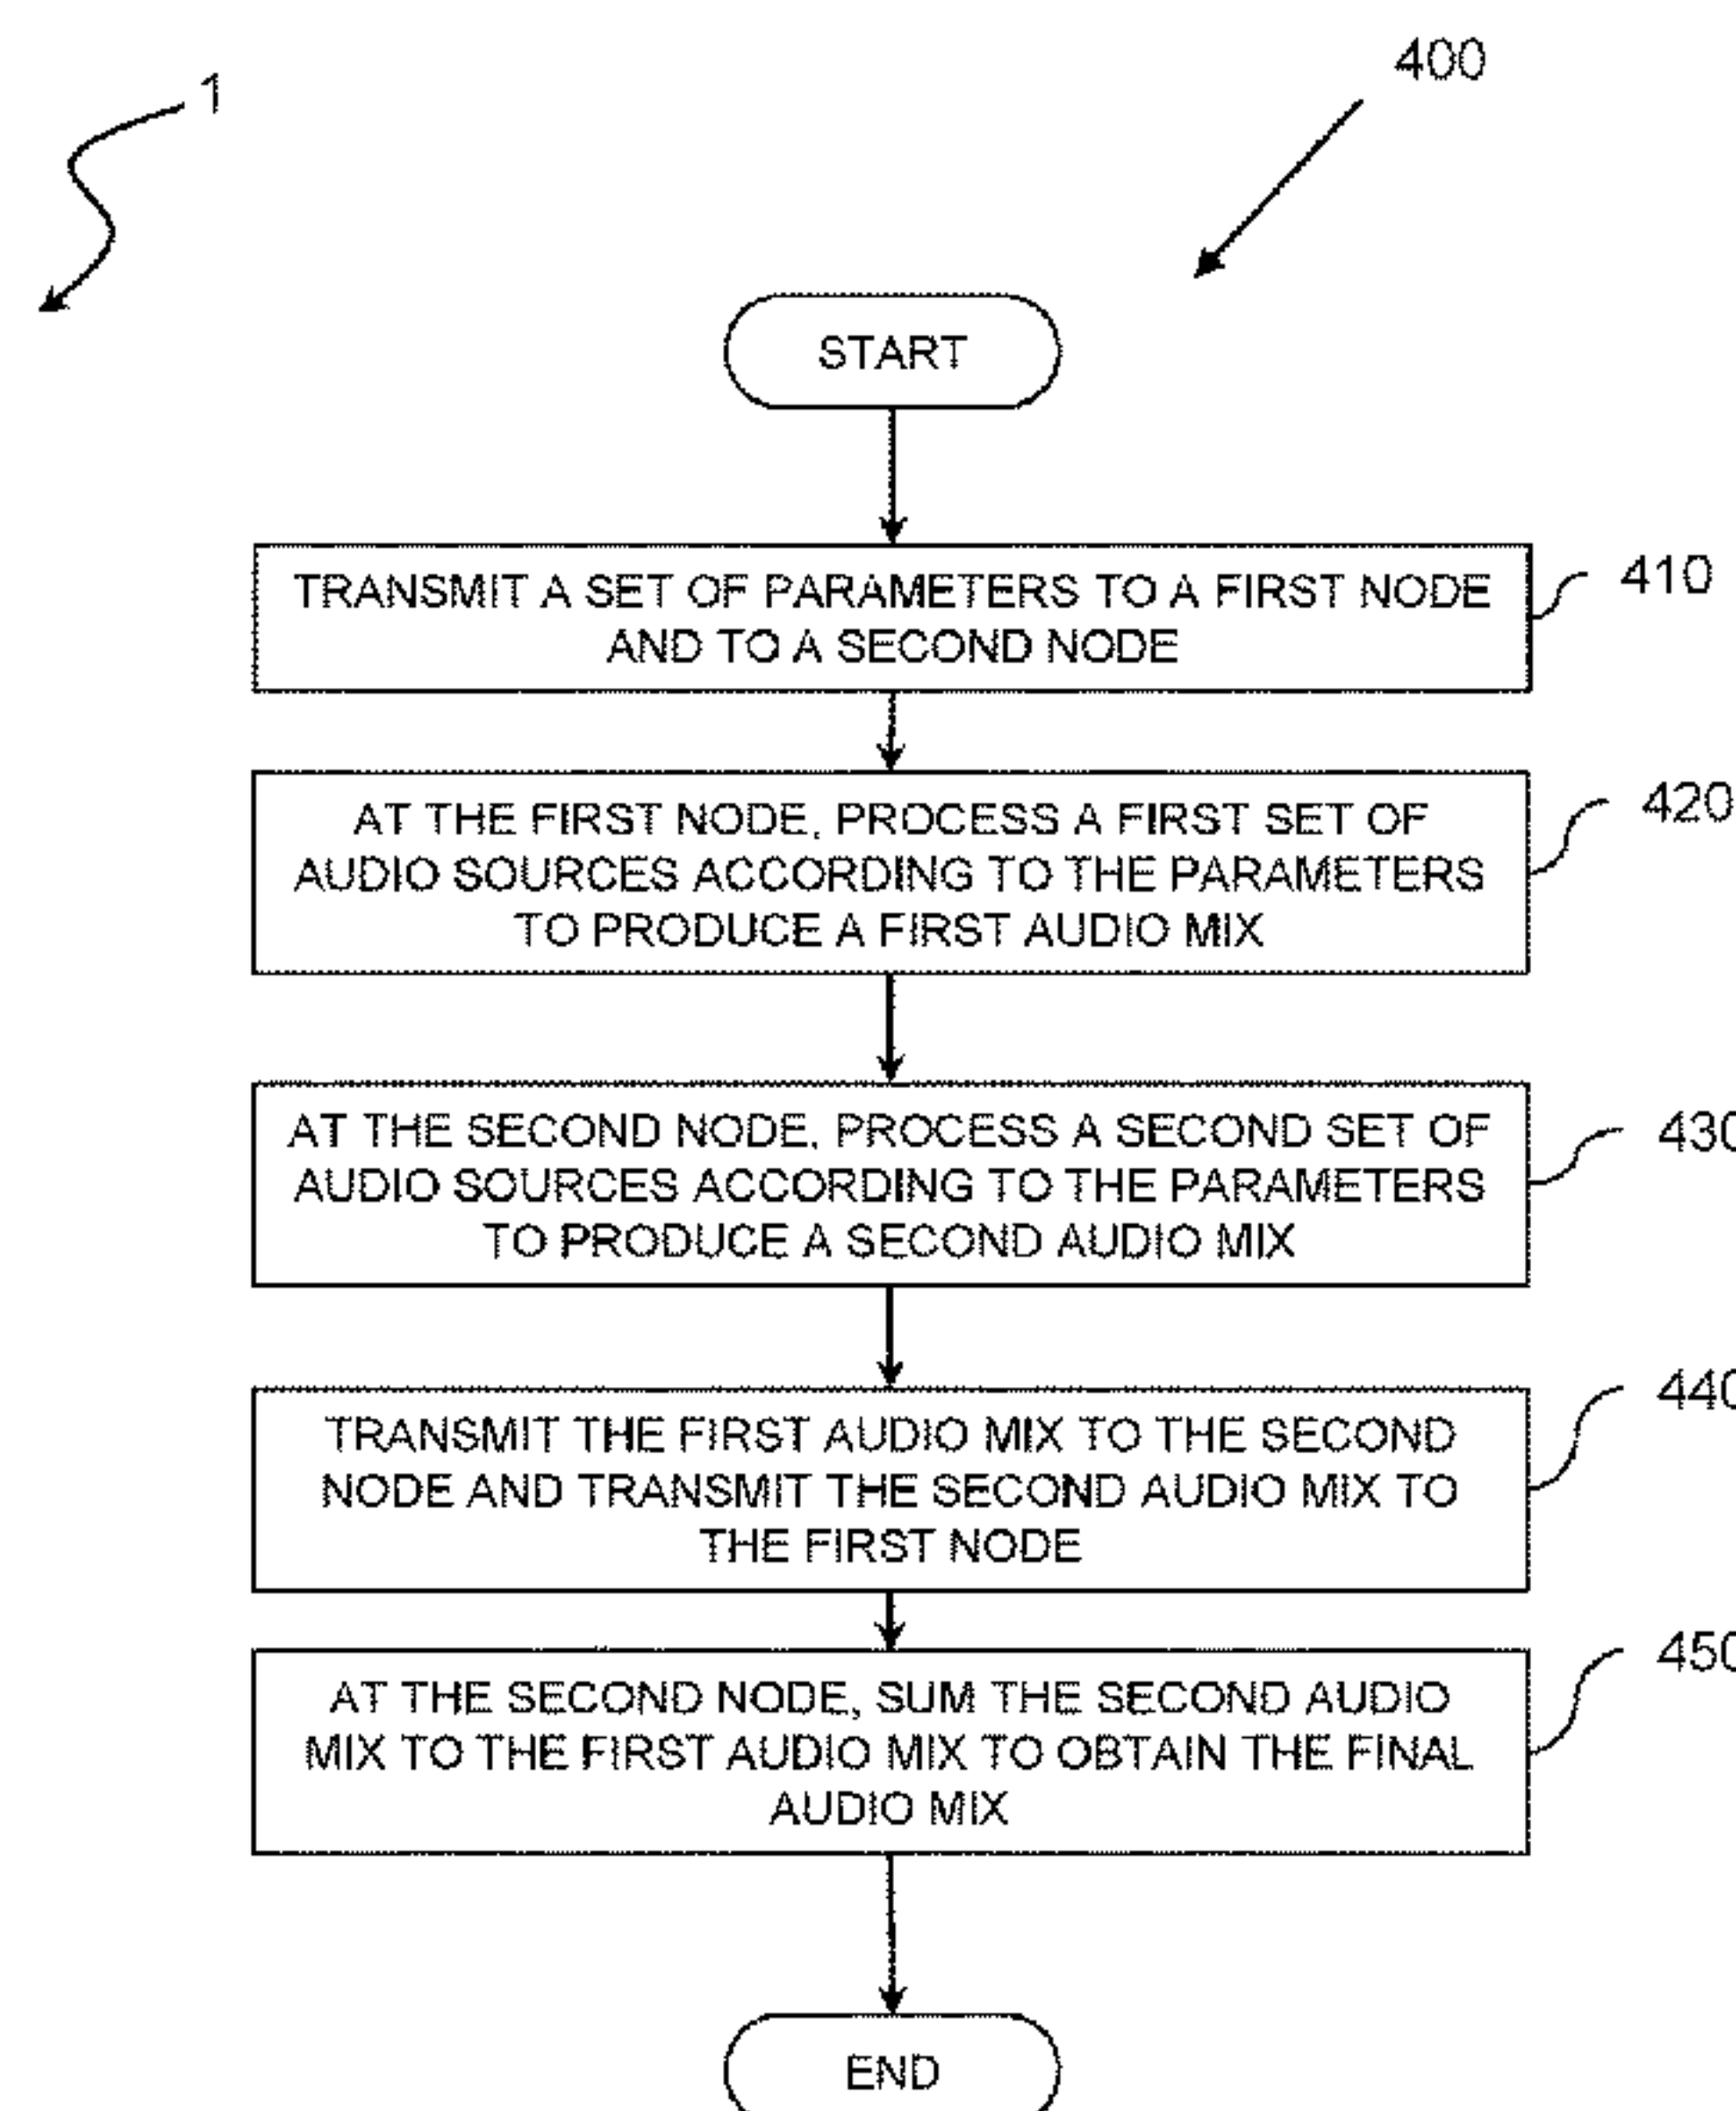 1
400
START
TRANSMIT A SET OF PARAMETERS TO A FIRST NODE
AND TO A SECOND NODE
410
AT THE FIRST NODE, PROCESS A FIRST SET OF
AUDIO SOURCES ACCORDING TO THE PARAMETERS
TO PRODUCE A FIRST AUDIO MIX
420
AT THE SECOND NODE, PROCESS A SECOND SET OF
AUDIO SOURCES ACCORDING TO THE PARAMETERS
TO PRODUCE A SECOND AUDIO MIX
430
TRANSMIT THE FIRST AUDIO MIX TO THE SECOND
NODE AND TRANSMIT THE SECOND AUDIO MIX TO
THE FIRST NODE
440
AT THE SECOND NODE, SUM THE SECOND AUDIO
MIX TO THE FIRST AUDIO MIX TO OBTAIN THE FINAL
AUDIO MIX
450
END